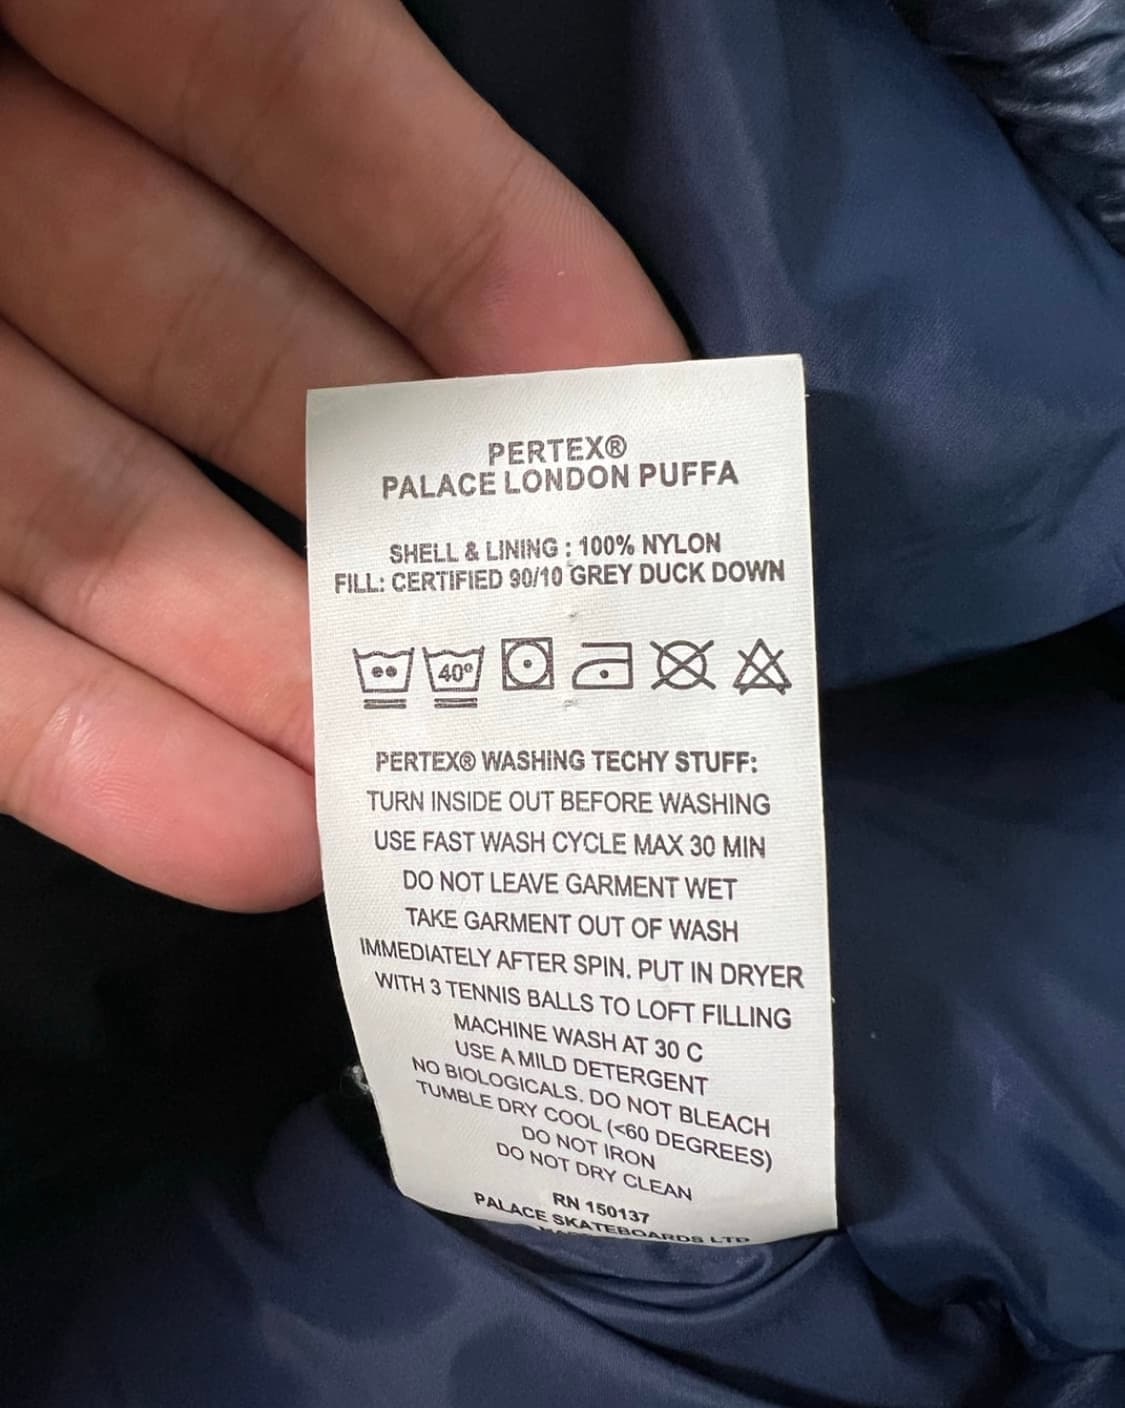 PERTEX®
PALACE LONDON PUFFA
SHELL & LINING : 100% NYLON
FILL: CERTIFIED 90/10 GREY DUCK DOWN
40°
PERTEX® WASHING TECHY STUFF:
TURN INSIDE OUT BEFORE WASHING
USE FAST WASH CYCLE MAX 30 MIN
DO NOT LEAVE GARMENT WET
TAKE GARMENT OUT OF WASH
IMMEDIATELY AFTER SPIN. PUT IN DRYER
WITH 3 TENNIS BALLS TO LOFT FILLING
MACHINE WASH AT 30 C
USE A MILD DETERGENT
NO BIOLOGICALS. DO NOT BLEACH
TUMBLE DRY COOL (<60 DEGREES)
DO NOT IRON
DO NOT DRY CLEAN
RN 150137
PALACE SKATEBOARDS LTD